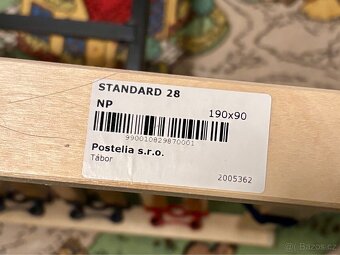 STANDARD 28
NP
190x90
990010829870001
Postelia s.r.o.
Tábor
2005362
Bazos.cz